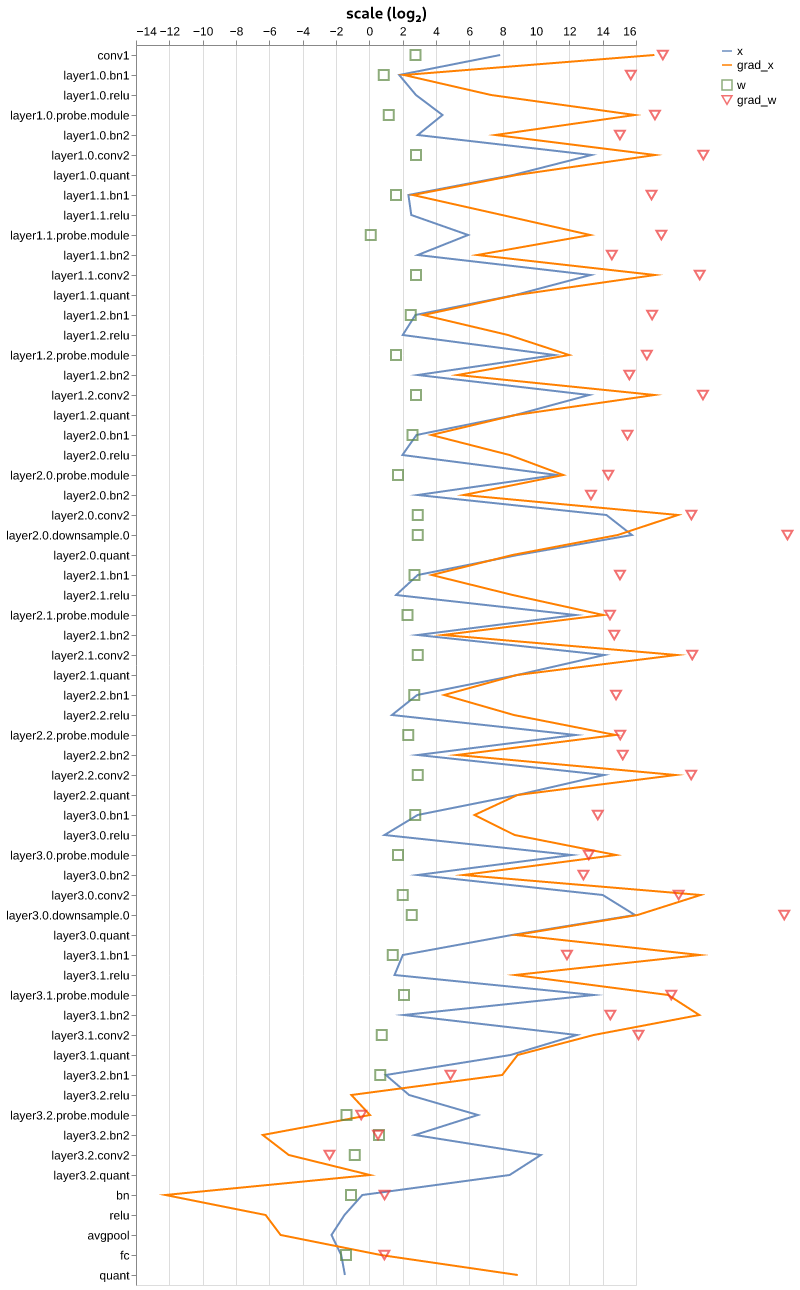 scale (log₂)
−14 −12 −10 −8 −6 −4 −2 0 2 4 6 8 10 12 14 16
x
grad_x
w
grad_w
conv1
layer1.0.bn1
layer1.0.relu
layer1.0.probe.module
layer1.0.bn2
layer1.0.conv2
layer1.0.quant
layer1.1.bn1
layer1.1.relu
layer1.1.probe.module
layer1.1.bn2
layer1.1.conv2
layer1.1.quant
layer1.2.bn1
layer1.2.relu
layer1.2.probe.module
layer1.2.bn2
layer1.2.conv2
layer1.2.quant
layer2.0.bn1
layer2.0.relu
layer2.0.probe.module
layer2.0.bn2
layer2.0.conv2
layer2.0.downsample.0
layer2.0.quant
layer2.1.bn1
layer2.1.relu
layer2.1.probe.module
layer2.1.bn2
layer2.1.conv2
layer2.1.quant
layer2.2.bn1
layer2.2.relu
layer2.2.probe.module
layer2.2.bn2
layer2.2.conv2
layer2.2.quant
layer3.0.bn1
layer3.0.relu
layer3.0.probe.module
layer3.0.bn2
layer3.0.conv2
layer3.0.downsample.0
layer3.0.quant
layer3.1.bn1
layer3.1.relu
layer3.1.probe.module
layer3.1.bn2
layer3.1.conv2
layer3.1.quant
layer3.2.bn1
layer3.2.relu
layer3.2.probe.module
layer3.2.bn2
layer3.2.conv2
layer3.2.quant
bn
relu
avgpool
fc
quant